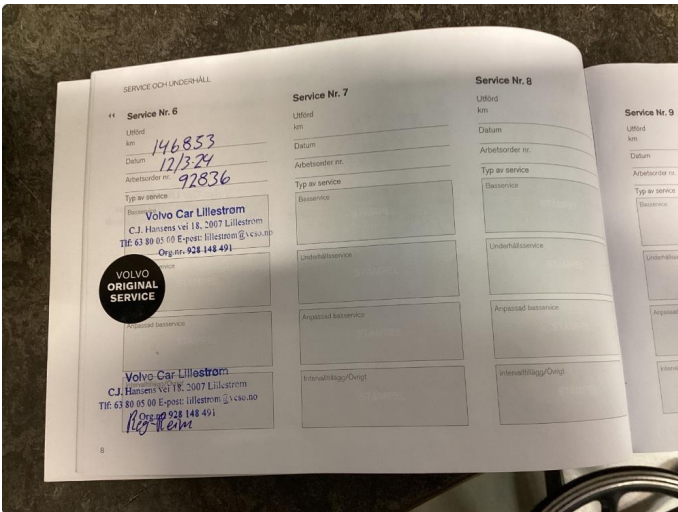 SERVICE OCH UNDERHÅLL
Service Nr. 6
Utförd
km 146853
Datum 12/3-24
Arbetsorder nr. 92836
Typ av service
Volvo Car Lillestrøm
C.J. Hansens vei 18, 2007 Lillestrøm
Tlf: 63 80 05 00 E-post: lillestrom@vcso.no
Org.nr. 928 148 491
VOLVO
ORIGINAL
SERVICE
Anpassad basservice
Volvo Car Lillestrøm
C.J. Hansens vei 18, 2007 Lillestrøm
Tlf: 63 80 05 00 E-post: lillestrom@vcso.no
Org.nr 928 148 491
8
Service Nr. 7
Utförd
km
Datum
Arbetsorder nr.
Typ av service
Basservice
Underhållsservice
Anpassad basservice
Intervalltillägg/Övrigt
Service Nr. 8
Utförd
km
Datum
Arbetsorder nr.
Typ av service
Basservice
Underhållsservice
Anpassad basservice
Intervalltillägg/Övrigt
Service Nr. 9
Utförd
km
Datum
Arbetsorder nr.
Typ av service
Basservice